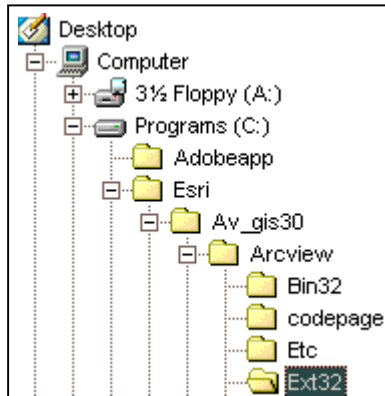 Desktop
Computer
3½ Floppy (A:)
Programs (C:)
Adobeapp
Esri
Av_gis30
Arcview
Bin32
codepage
Etc
Ext32